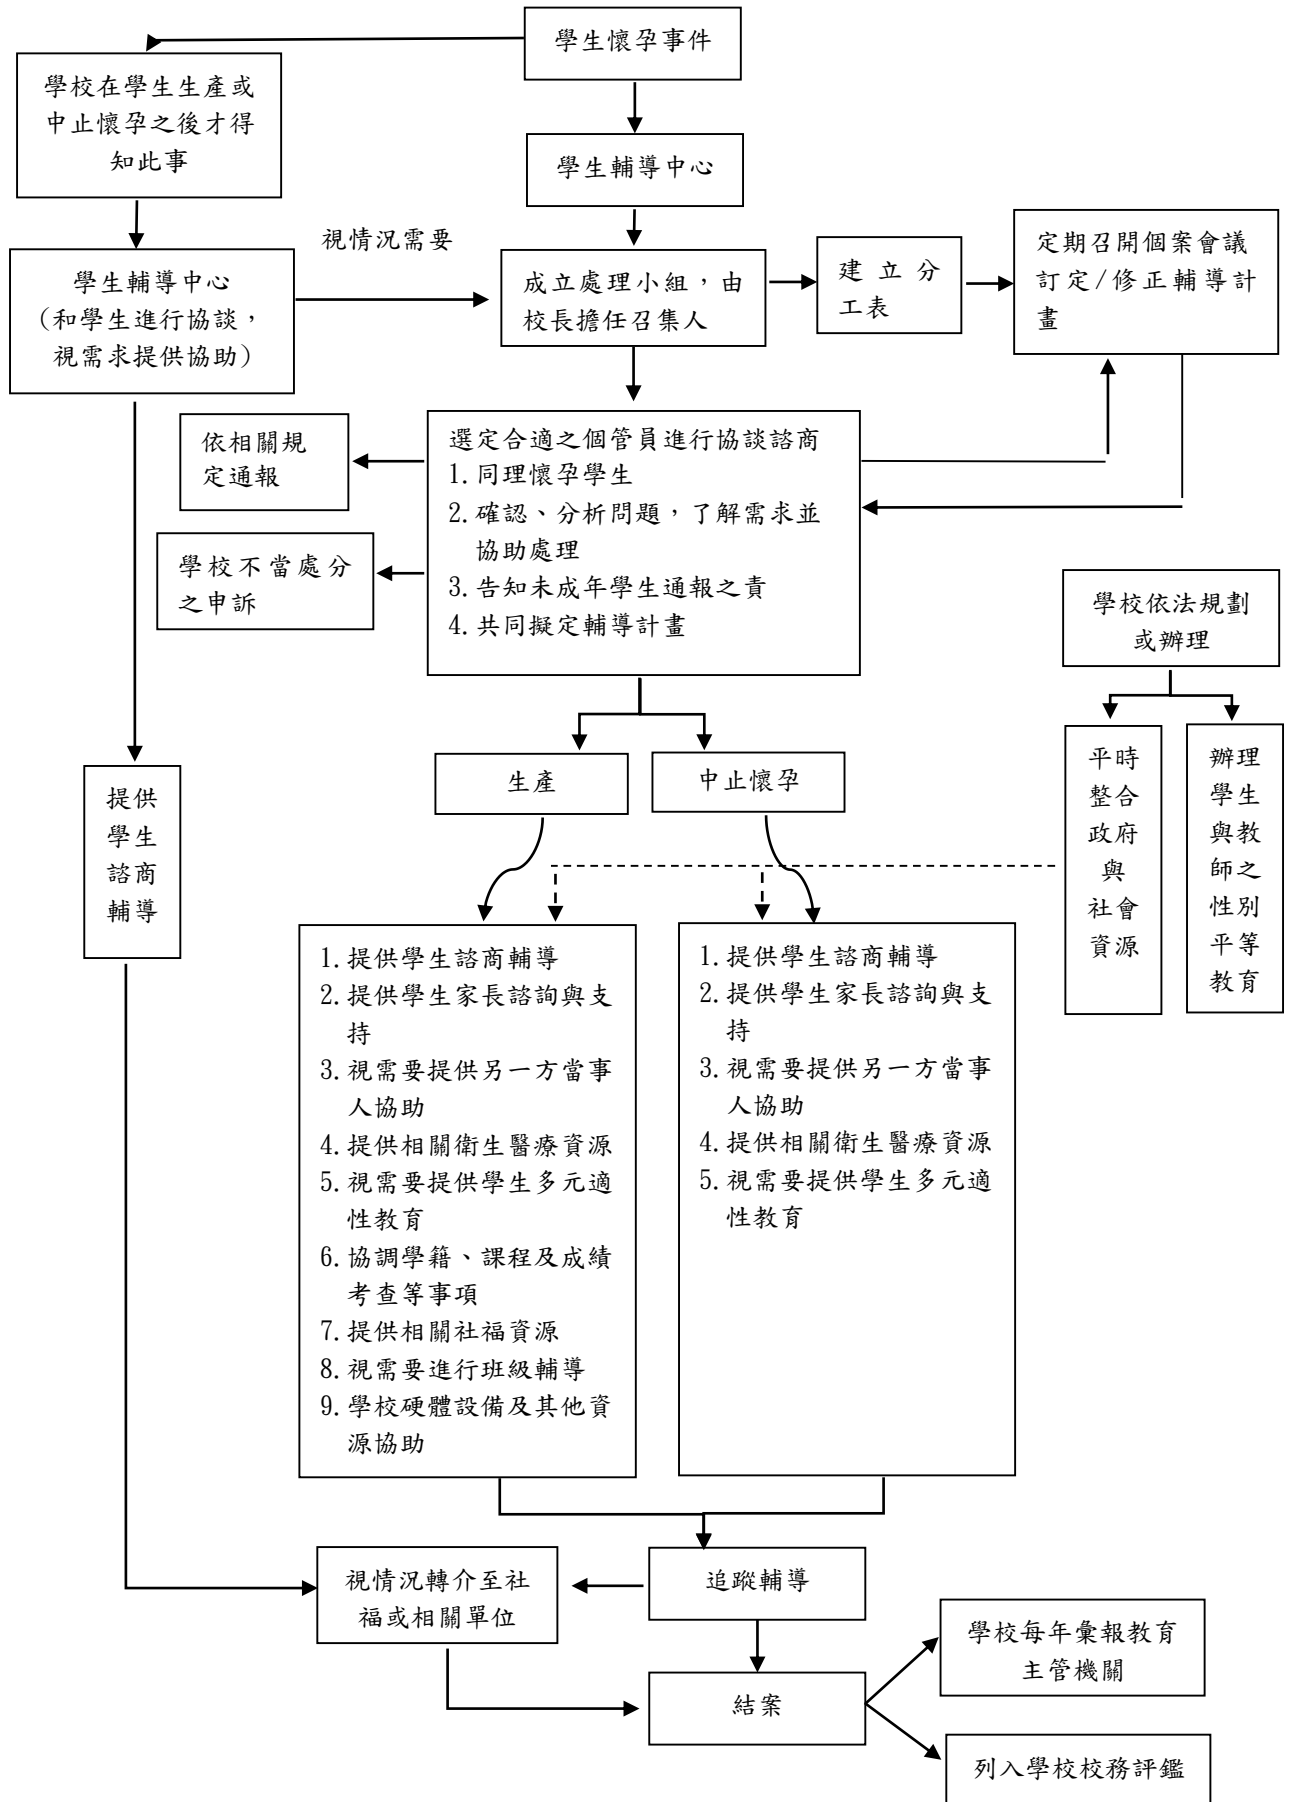 學生懷孕事件
學校在學生生產或
中止懷孕之後才得
知此事
學生輔導中心
視情況需要
學生輔導中心
(和學生進行協談，
視需求提供協助)
成立處理小組，由
校長擔任召集人
建立分
工表
定期召開個案會議
訂定/修正輔導計
畫
依相關規
定通報
學校不當處分
之申訴
選定合適之個管員進行協談諮商
1.同理懷孕學生
2.確認、分析問題，了解需求並
協助處理
3.告知未成年學生通報之責
4.共同擬定輔導計畫
學校依法規劃
或辦理
平時
整合
政府
與
社會
資源
辦理
學生
與教
師之
性別
平等
教育
生產
中止懷孕
提供
學生
諮商
輔導
1.提供學生諮商輔導
2.提供學生家長諮詢與支
持
3.視需要提供另一方當事
人協助
4.提供相關衛生醫療資源
5.視需要提供學生多元適
性教育
6.協調學籍、課程及成績
考查等事項
7.提供相關社福資源
8.視需要進行班級輔導
9.學校硬體設備及其他資
源協助
1.提供學生諮商輔導
2.提供學生家長諮詢與支
持
3.視需要提供另一方當事
人協助
4.提供相關衛生醫療資源
5.視需要提供學生多元適
性教育
視情況轉介至社
福或相關單位
追蹤輔導
結案
學校每年彙報教育
主管機關
列入學校校務評鑑